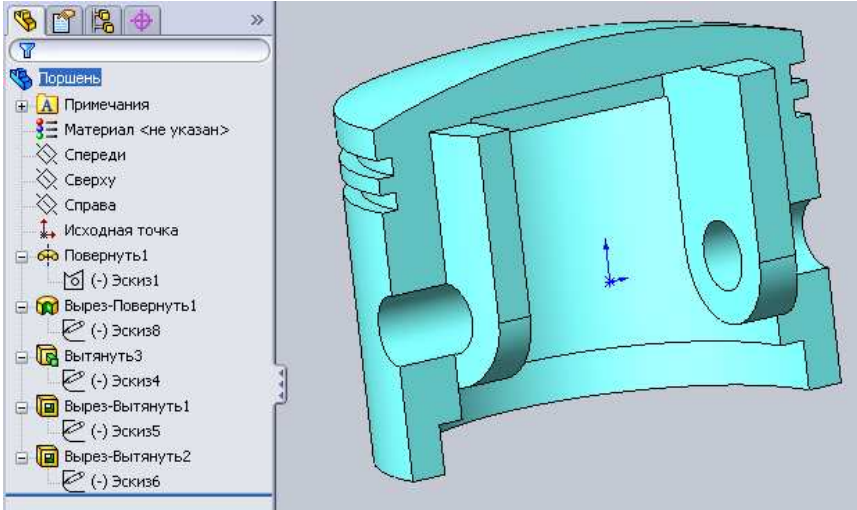 »
Поршень
A Примечания
Материал <не указан>
Спереди
Сверху
Справа
Исходная точка
Повернуть1
(-) Эскиз1
Вырез-Повернуть1
(-) Эскиз8
Вытянуть3
(-) Эскиз4
Вырез-Вытянуть1
(-) Эскиз5
Вырез-Вытянуть2
(-) Эскиз6